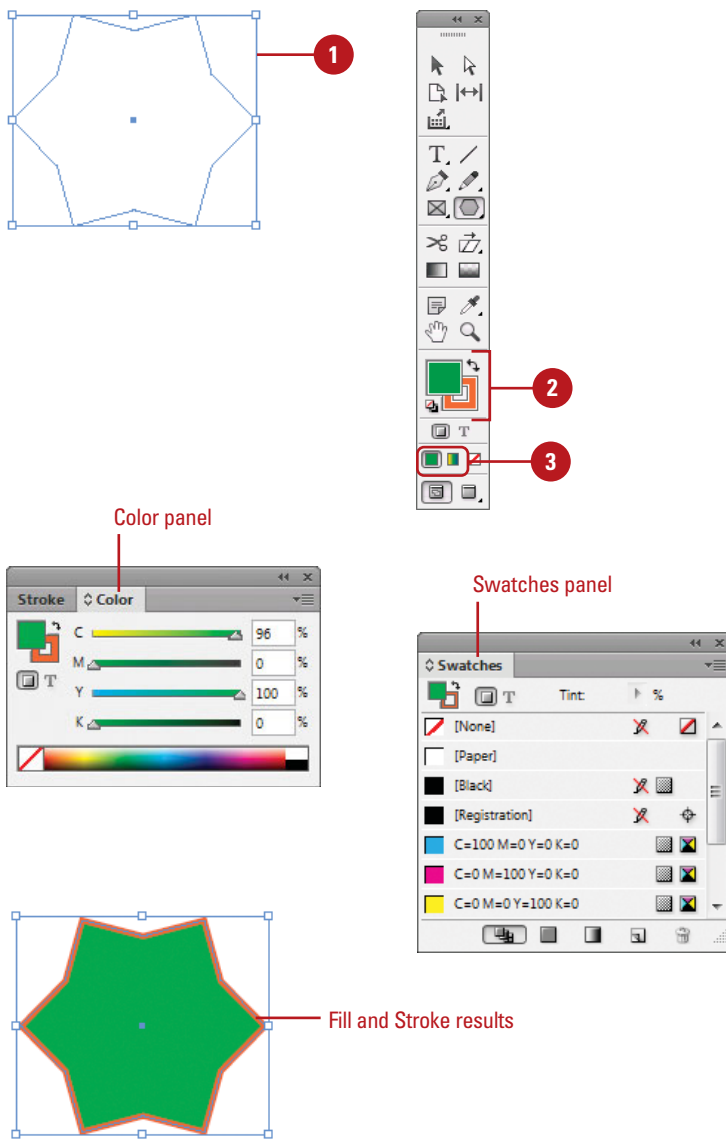 1
T
2
T
3
Color panel
Stroke
Color
C 96 %
M 0 %
T
Y 100 %
K 0 %
Swatches panel
Swatches
T Tint: %
[None]
[Paper]
[Black]
[Registration]
C=100 M=0 Y=0 K=0
C=0 M=100 Y=0 K=0
C=0 M=0 Y=100 K=0
Fill and Stroke results